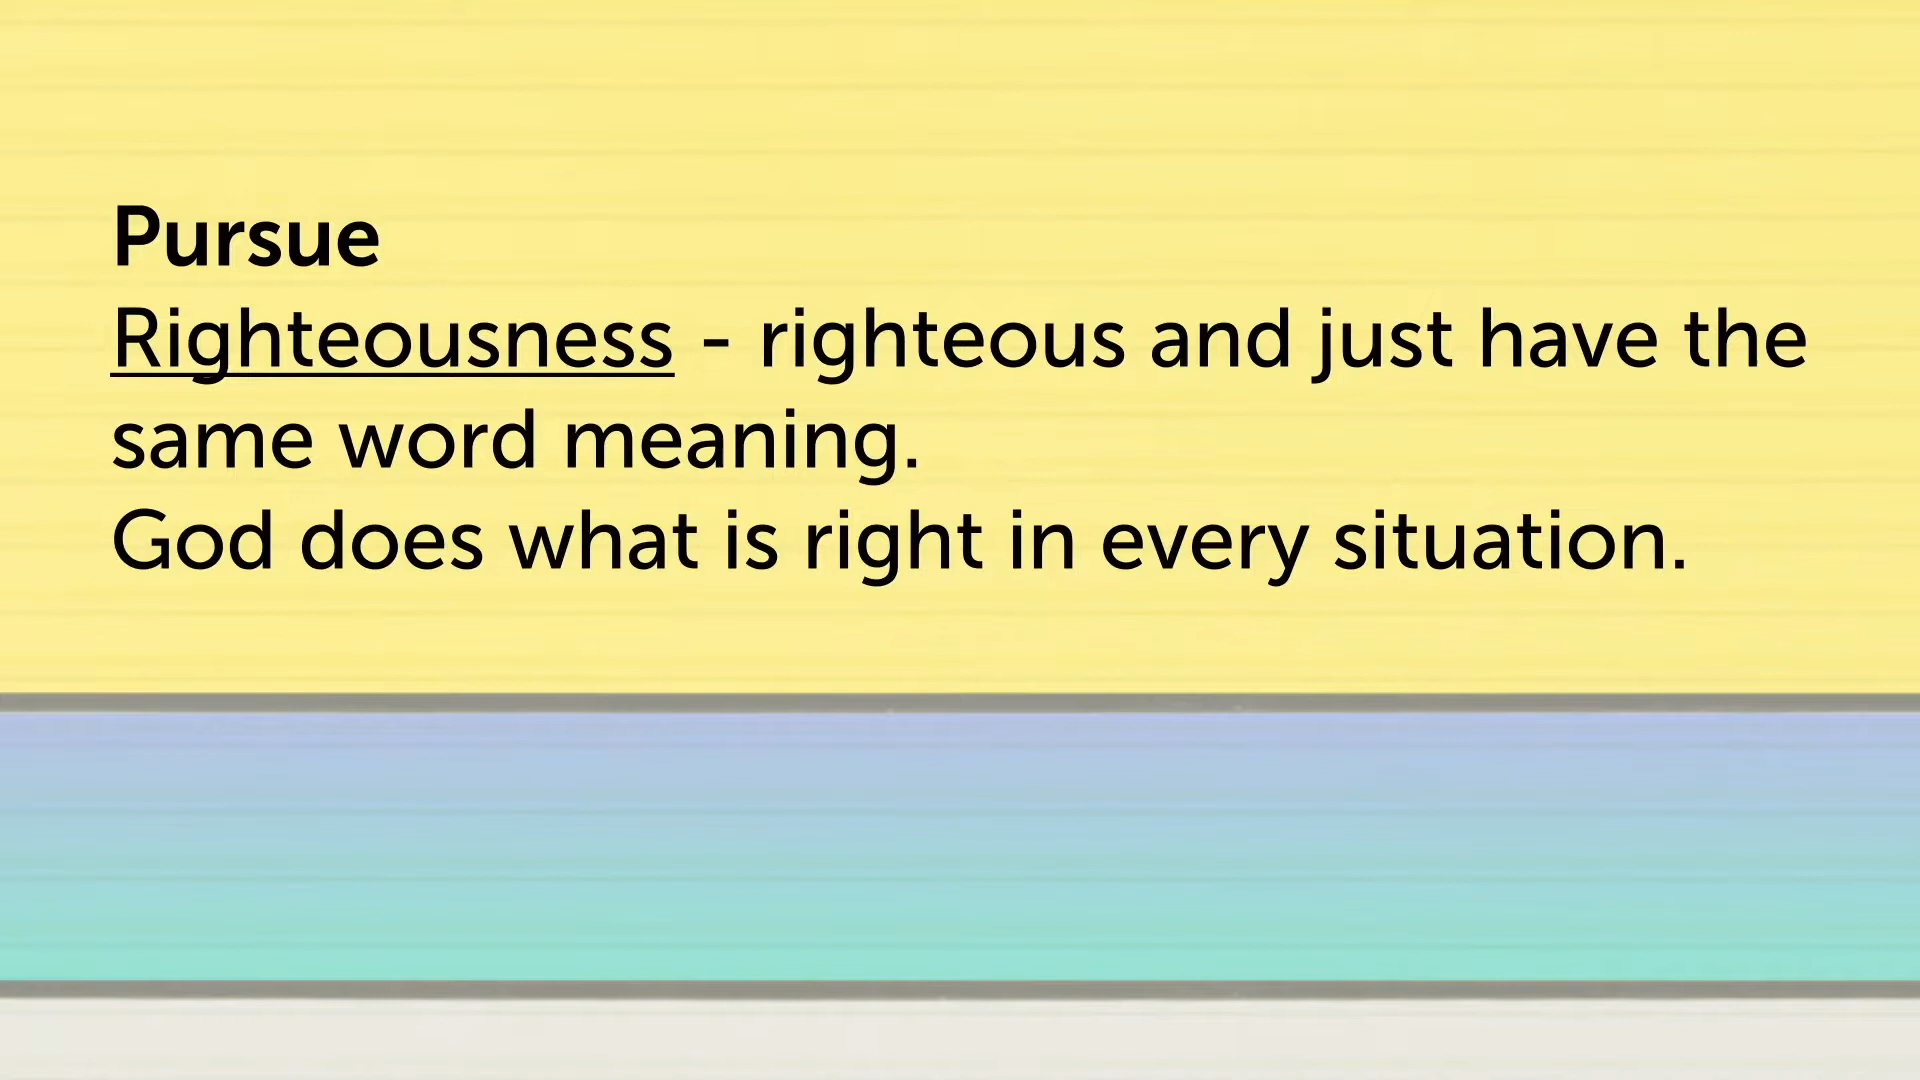 Pursue
Righteousness - righteous and just have the
same word meaning.
God does what is right in every situation.